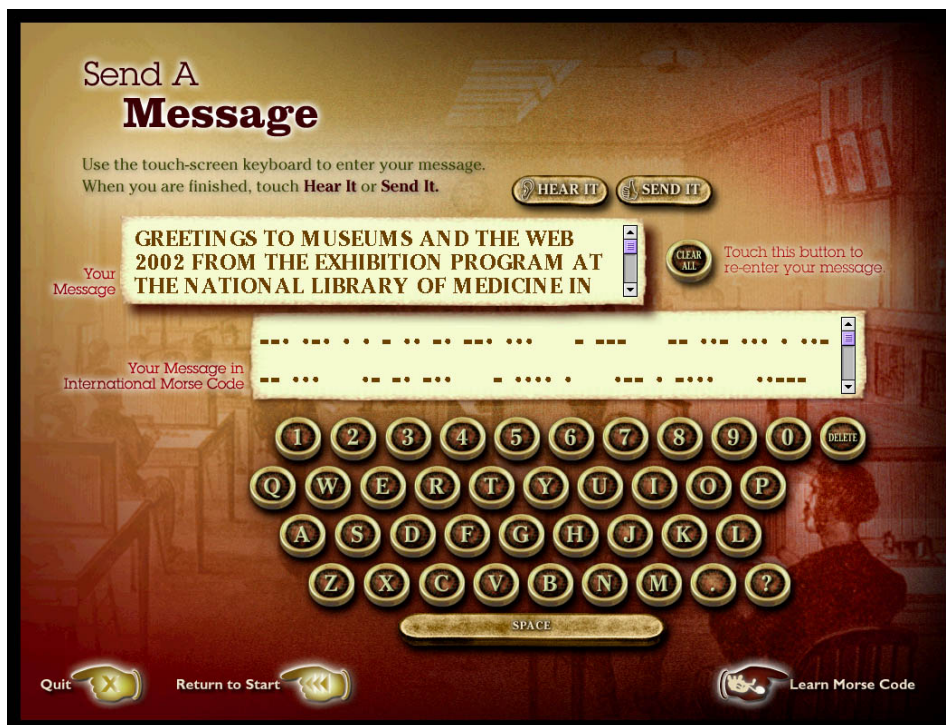 Send A
Message
Use the touch-screen keyboard to enter your message.
When you are finished, touch Hear It or Send It.
HEAR IT
SEND IT
Your
Message
GREETINGS TO MUSEUMS AND THE WEB
2002 FROM THE EXHIBITION PROGRAM AT
THE NATIONAL LIBRARY OF MEDICINE IN
CLEAR
ALL
Touch this button to
re-enter your message.
Your Message in
International Morse Code
--. .-. . . - .. -. --. ... - --- -- ..- ... . ..-
-- ... .- -. -.. - .... . .-- . -... ..---
1 2 3 4 5 6 7 8 9 0 DELETE
Q W E R T Y U I O P
A S D F G H J K L
Z X C V B N M . ?
SPACE
Quit
Return to Start
Learn Morse Code